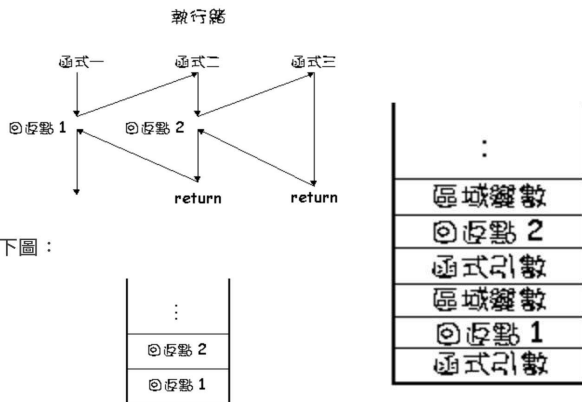 執行緒
函式一 函式二 函式三
回返點 1 回返點 2
return return
下圖：
⋮
回返點 2
回返點 1
⋮
區域變數
回返點 2
函式引數
區域變數
回返點 1
函式引數